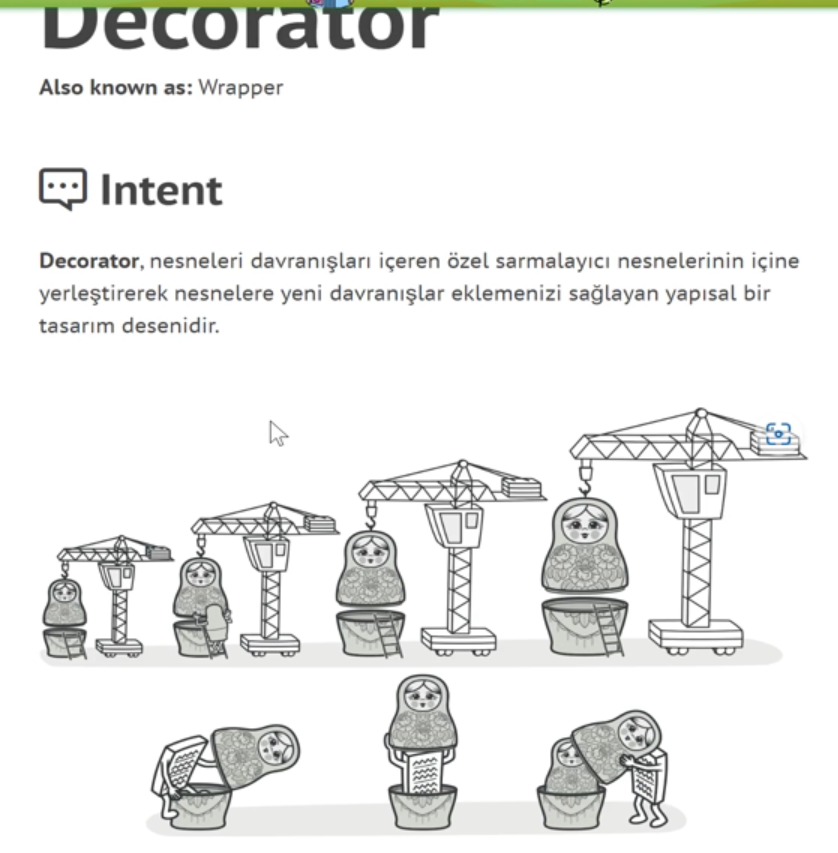 Decorator
Also known as: Wrapper
Intent
Decorator, nesneleri davranışları içeren özel sarmalayıcı nesnelerinin içine
yerleştirerek nesnelere yeni davranışlar eklemenizi sağlayan yapısal bir
tasarım desenidir.